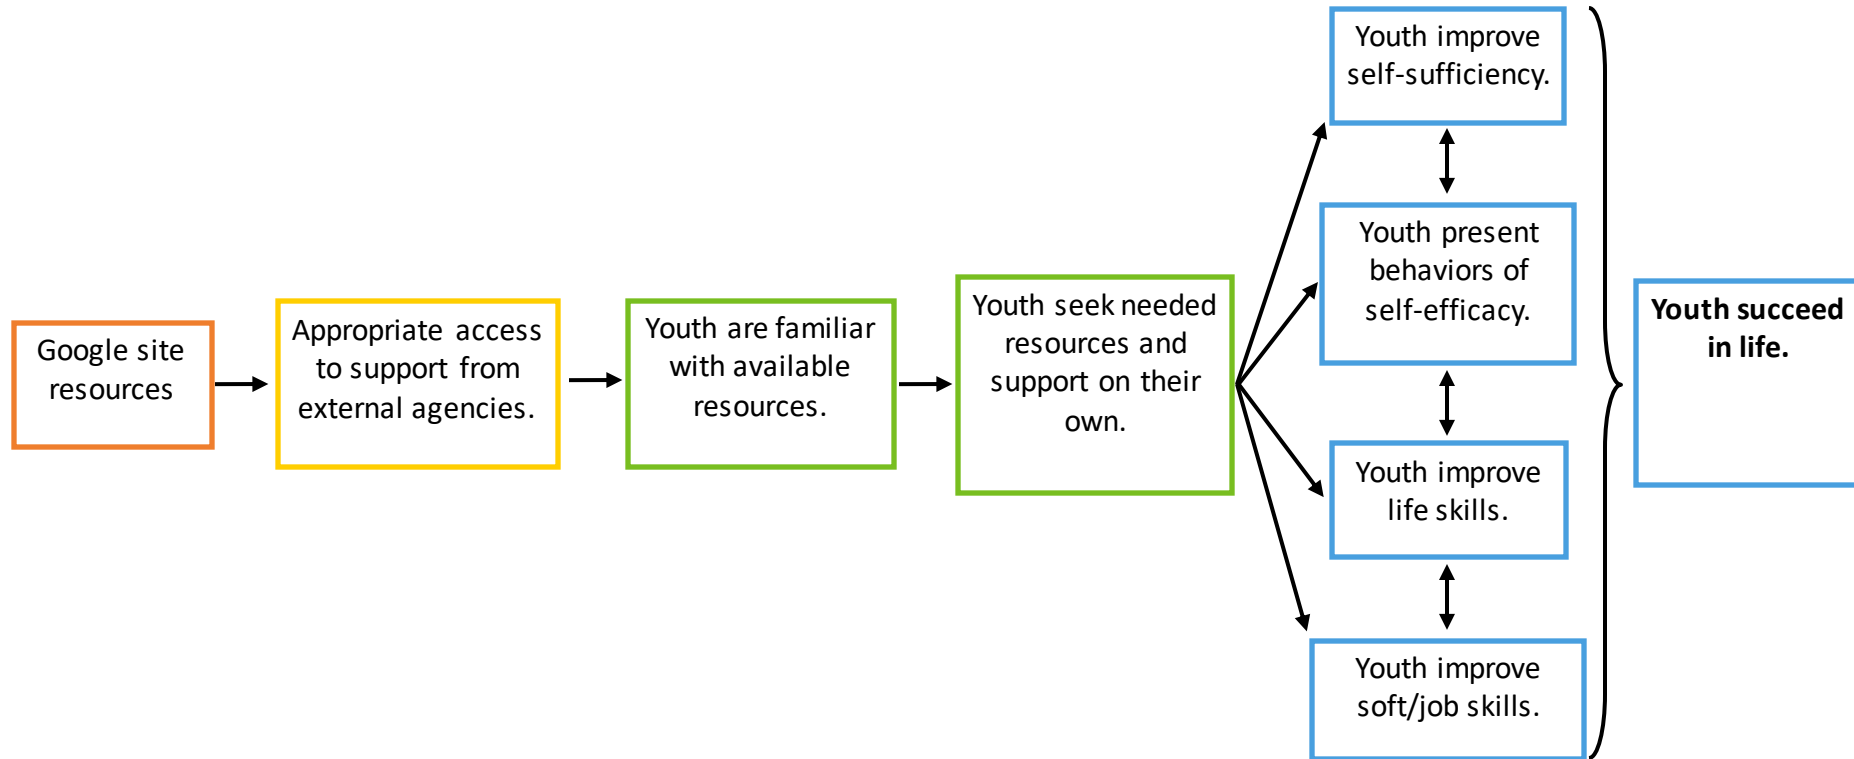 Google site
resources
Appropriate access
to support from
external agencies.
Youth are familiar
with available
resources.
Youth seek needed
resources and
support on their
own.
Youth improve
self-sufficiency.
Youth present
behaviors of
self-efficacy.
Youth improve
life skills.
Youth improve
soft/job skills.
Youth succeed
in life.